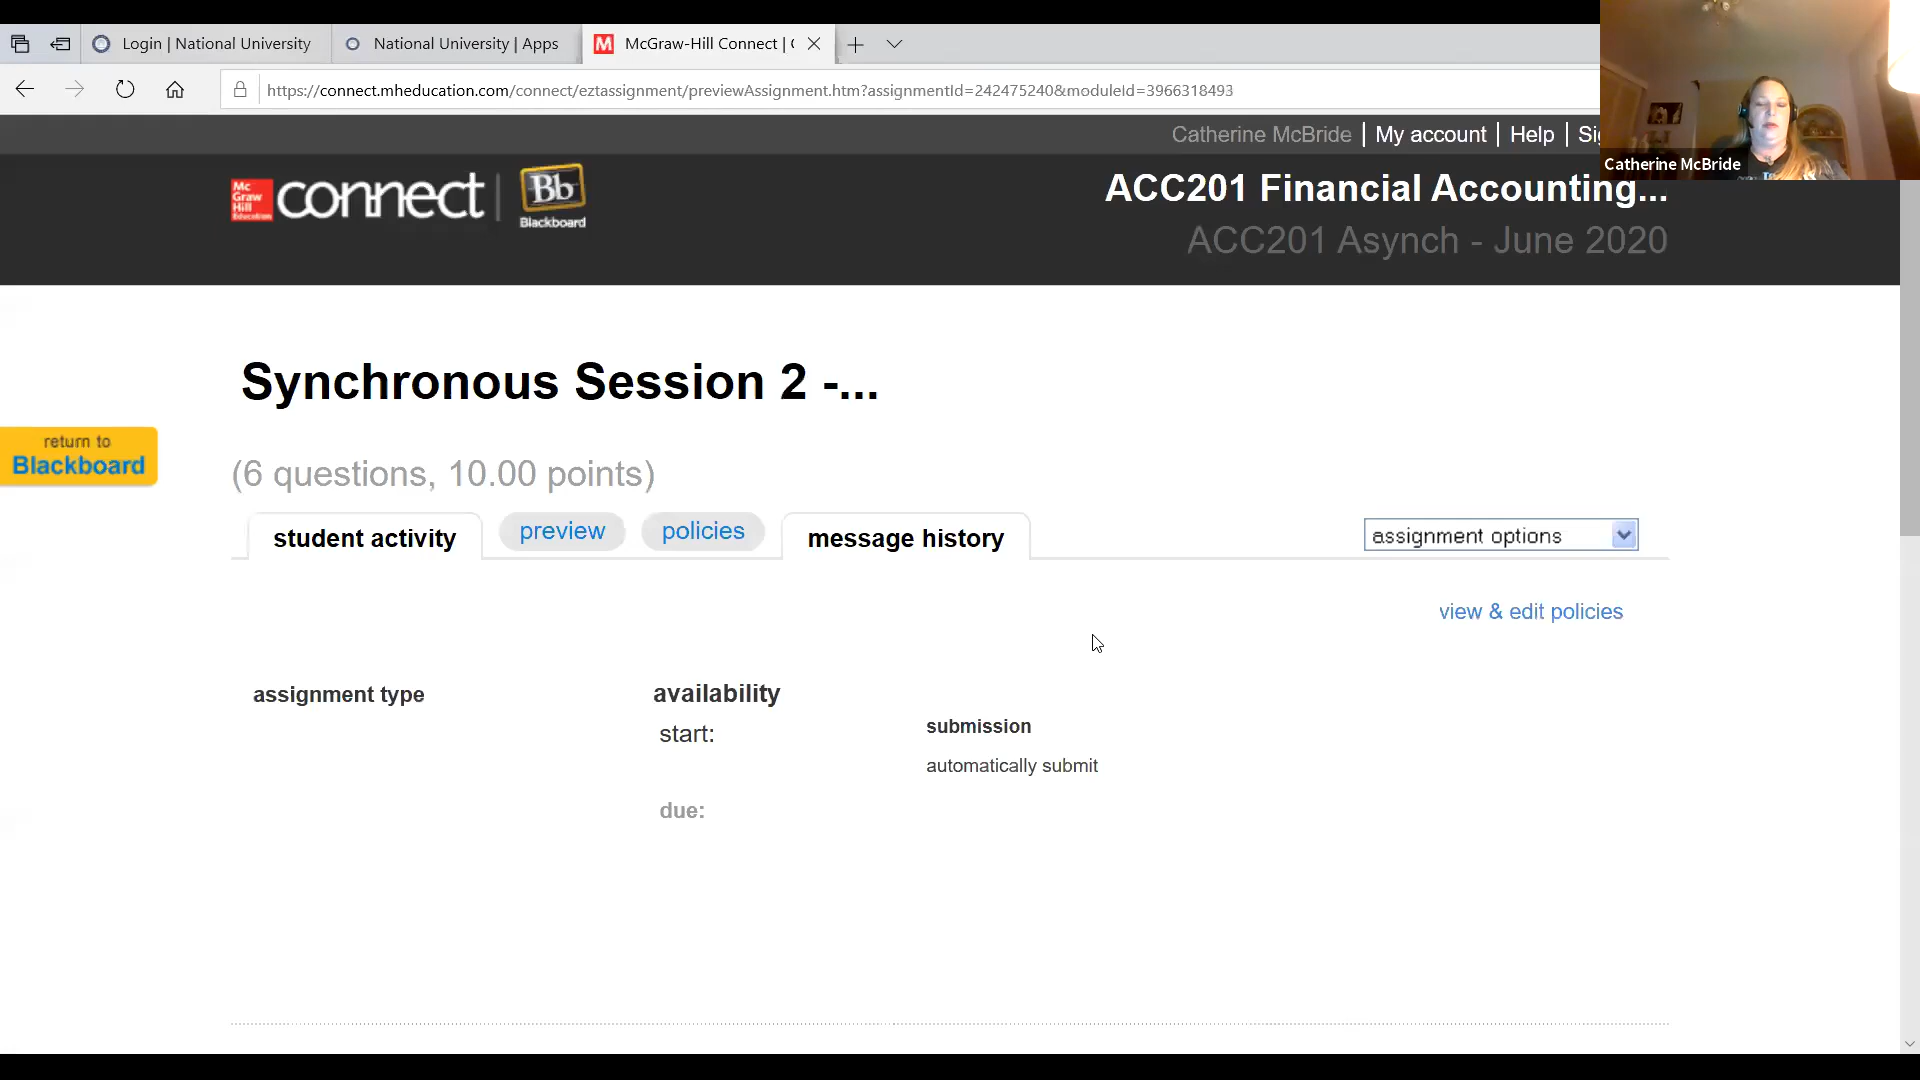 Login | National University
National University | Apps
McGraw-Hill Connect |
https://connect.mheducation.com/connect/eztassignment/previewAssignment.htm?assignmentId=242475240&moduleId=3966318493
Catherine McBride | My account | Help |
Catherine McBride
Mc Graw Hill Education
connect
Bb
Blackboard
ACC201 Financial Accounting...
ACC201 Asynch - June 2020
Synchronous Session 2 -...
return to
Blackboard
(6 questions, 10.00 points)
student activity
preview
policies
message history
assignment options
view & edit policies
assignment type
availability
start:
submission
automatically submit
due: